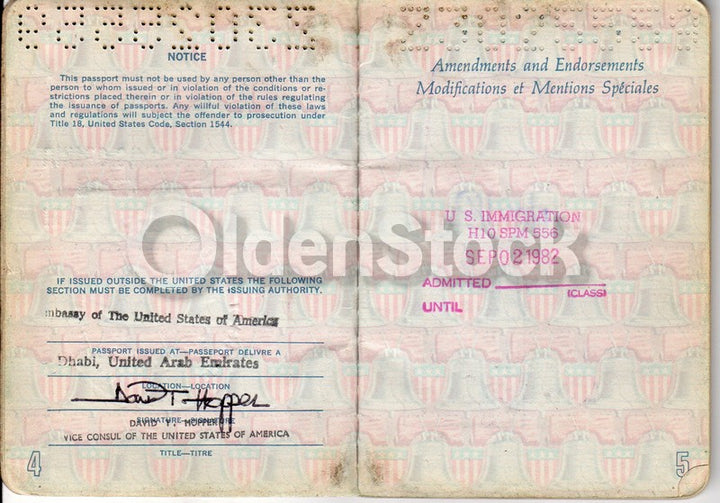 NOTICE
This passport must not be used by any person other than the
person to whom issued or in violation of the conditions or re-
strictions placed therein or in violation of the rules regulating
the issuance of passports. Any willful violation of these laws
and regulations will subject the offender to prosecution under
Title 18, United States Code, Section 1544.
IF ISSUED OUTSIDE THE UNITED STATES THE FOLLOWING
SECTION MUST BE COMPLETED BY THE ISSUING AUTHORITY.
mbassy of The United States of America
PASSPORT ISSUED AT—PASSEPORT DELIVRE A
Dhabi, United Arab Emirates
LOCATION—LOCATION
David T. Hopper
SIGNATURE—SIGNATURE
DAVID T. HOPPER
VICE CONSUL OF THE UNITED STATES OF AMERICA
TITLE—TITRE
4
Amendments and Endorsements
Modifications et Mentions Spéciales
U S. IMMIGRATION
H10 SPM 556
SEP 02 1982
ADMITTED
(CLASS)
UNTIL
5
OldenStock